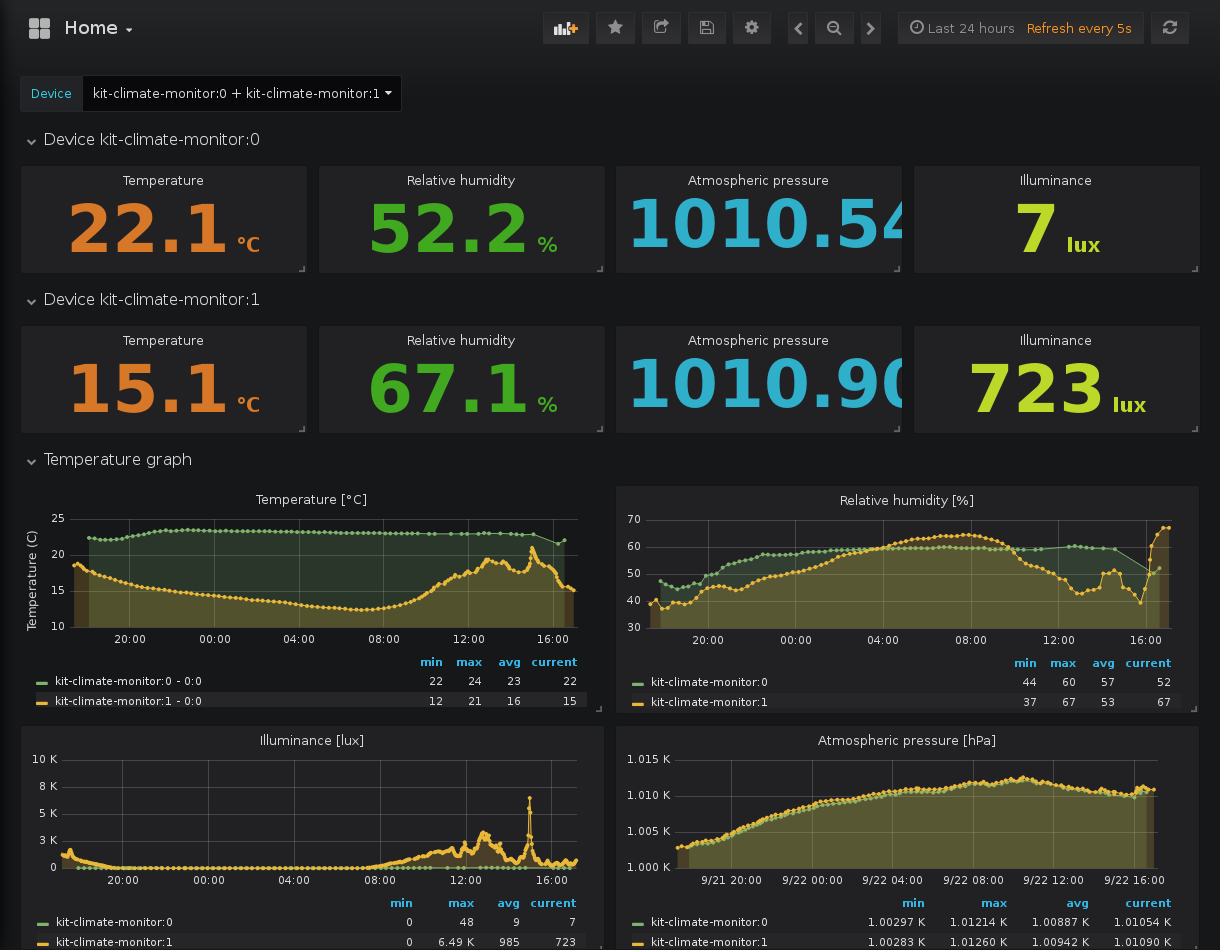 Home
Last 24 hours Refresh every 5s
Device kit-climate-monitor:0 + kit-climate-monitor:1
Device kit-climate-monitor:0
Temperature Relative humidity Atmospheric pressure Illuminance
22.1 °C 52.2 % 1010.54 7 lux
Device kit-climate-monitor:1
Temperature Relative humidity Atmospheric pressure Illuminance
15.1 °C 67.1 % 1010.90 723 lux
Temperature graph
Temperature [°C]
Temperature (C)
25
20
15
10
20:00 00:00 04:00 08:00 12:00 16:00
min max avg current
kit-climate-monitor:0 - 0:0 22 24 23 22
kit-climate-monitor:1 - 0:0 12 21 16 15
Relative humidity [%]
70
60
50
40
30
20:00 00:00 04:00 08:00 12:00 16:00
min max avg current
kit-climate-monitor:0 44 60 57 52
kit-climate-monitor:1 37 67 53 67
Illuminance [lux]
10 K
8 K
5 K
3 K
0
20:00 00:00 04:00 08:00 12:00 16:00
min max avg current
kit-climate-monitor:0 0 48 9 7
kit-climate-monitor:1 0 6.49 K 985 723
Atmospheric pressure [hPa]
1.015 K
1.010 K
1.005 K
1.000 K
9/21 20:00 9/22 00:00 9/22 04:00 9/22 08:00 9/22 12:00 9/22 16:00
min max avg current
kit-climate-monitor:0 1.00297 K 1.01214 K 1.00887 K 1.01054 K
kit-climate-monitor:1 1.00283 K 1.01260 K 1.00942 K 1.01090 K